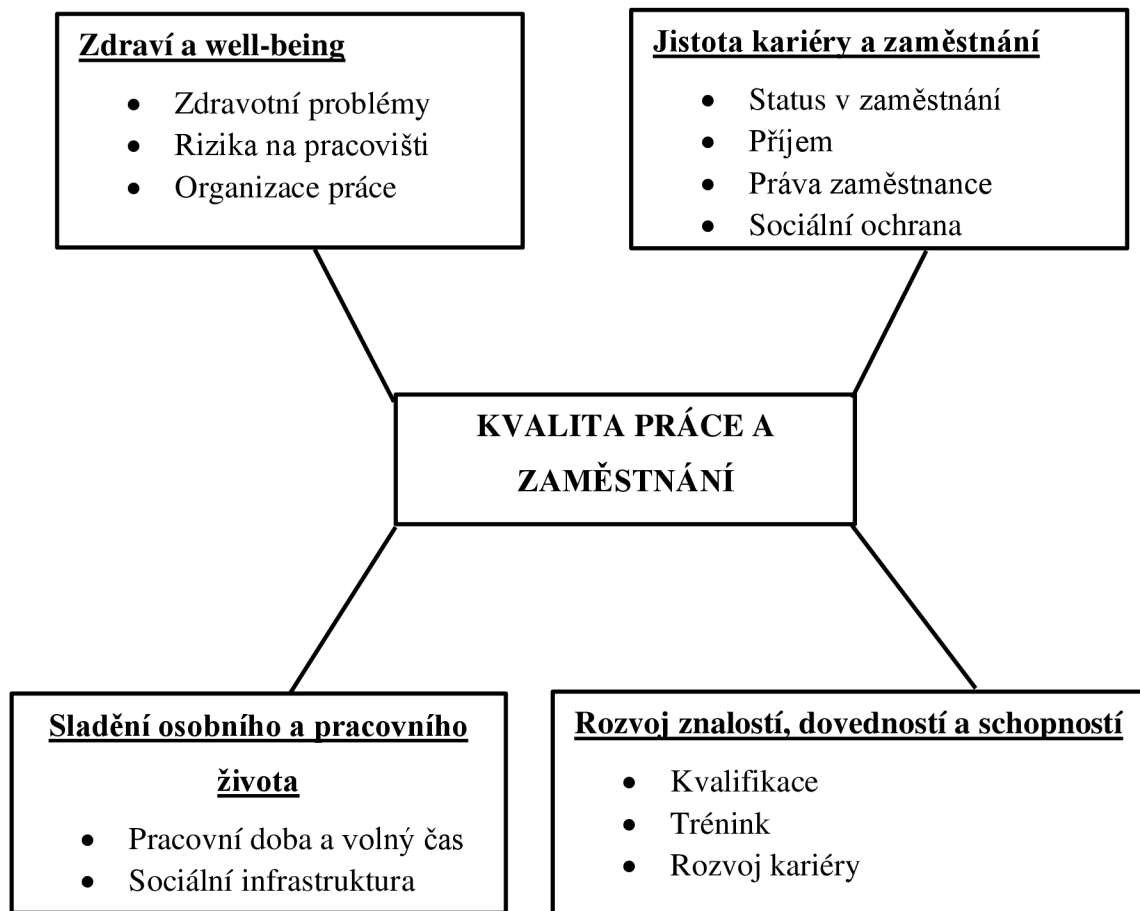 Zdraví a well-being
• Zdravotní problémy
• Rizika na pracovišti
• Organizace práce
Jistota kariéry a zaměstnání
• Status v zaměstnání
• Příjem
• Práva zaměstnance
• Sociální ochrana
KVALITA PRÁCE A
ZAMĚSTNÁNÍ
Sladění osobního a pracovního
života
• Pracovní doba a volný čas
• Sociální infrastruktura
Rozvoj znalostí, dovedností a schopností
• Kvalifikace
• Trénink
• Rozvoj kariéry